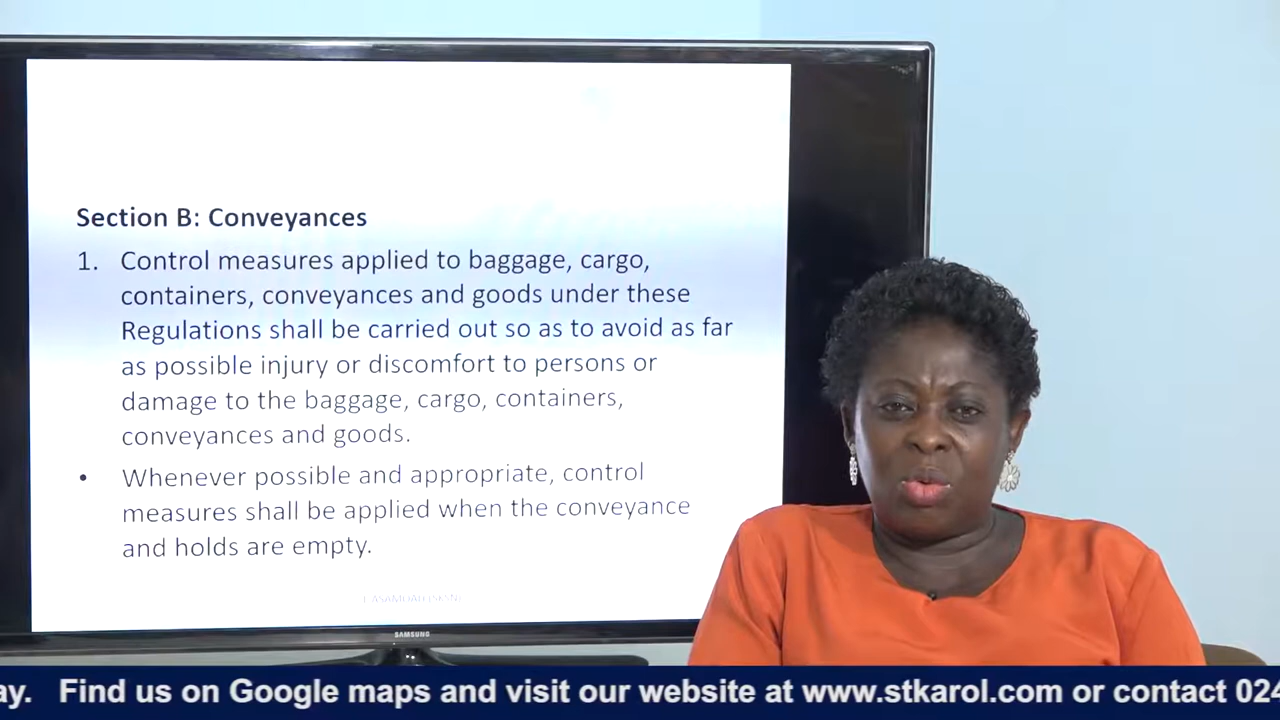 Section B: Conveyances
1. Control measures applied to baggage, cargo,
containers, conveyances and goods under these
Regulations shall be carried out so as to avoid as far
as possible injury or discomfort to persons or
damage to the baggage, cargo, containers,
conveyances and goods.
• Whenever possible and appropriate, control
measures shall be applied when the conveyance
and holds are empty.
SAMSUNG
ay. Find us on Google maps and visit our website at www.stkarol.com or contact 024